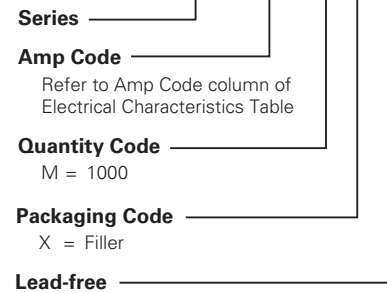 Series
Amp Code
Refer to Amp Code column of
Electrical Characteristics Table
Quantity Code
M = 1000
Packaging Code
X = Filler
Lead-free